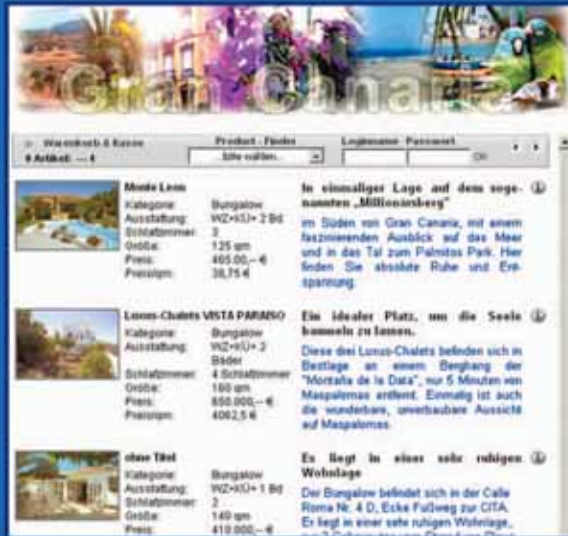 Gran Canaria
Warenkorb & Kasse
0 Artikel: --- €
Product - Finder
...bitte wählen...
Loginname Passwort
OK
Monte Leon
Kategorie: Bungalow
Ausstattung: WZ+KÜ+ 2 Bd
Schlafzimmer: 3
Größe: 125 qm
Preis: 465.00,-- €
Preis/qm: 38,75 €
In einmaliger Lage auf dem soge-
nannten „Millionärsberg"
im Süden von Gran Canaria, mit einem
faszinierenden Ausblick auf das Meer
und in das Tal zum Palmitos Park. Hier
finden Sie absolute Ruhe und Ent-
spannung.
Luxus-Chalets VISTA PARAISO
Kategorie: Bungalow
Ausstattung: WZ+KÜ+ 2
Bäder
Schlafzimmer: 4 Schlafzimmer
Größe: 160 qm
Preis: 650.000,-- €
Preis/qm: 4062,5 €
Ein idealer Platz, um die Seele
baumeln zu lassen.
Diese drei Luxus-Chalets befinden sich in
Bestlage an einem Berghang der
"Montaña de la Data", nur 5 Minuten von
Maspalomas entfernt. Einmalig ist auch
die wunderbare, unverbaubare Aussicht
auf Maspalomas.
ohne Titel
Kategorie: Bungalow
Ausstattung: WZ+KÜ+ 1 Bd
Schlafzimmer: 2
Größe: 140 qm
Preis: 410.000,-- €
Es liegt in einer sehr ruhigen
Wohnlage
Der Bungalow befindet sich in der Calle
Roma Nr. 4 D, Eske Fußweg zur CITA.
Er liegt in einer sehr ruhigen Wohnlage,